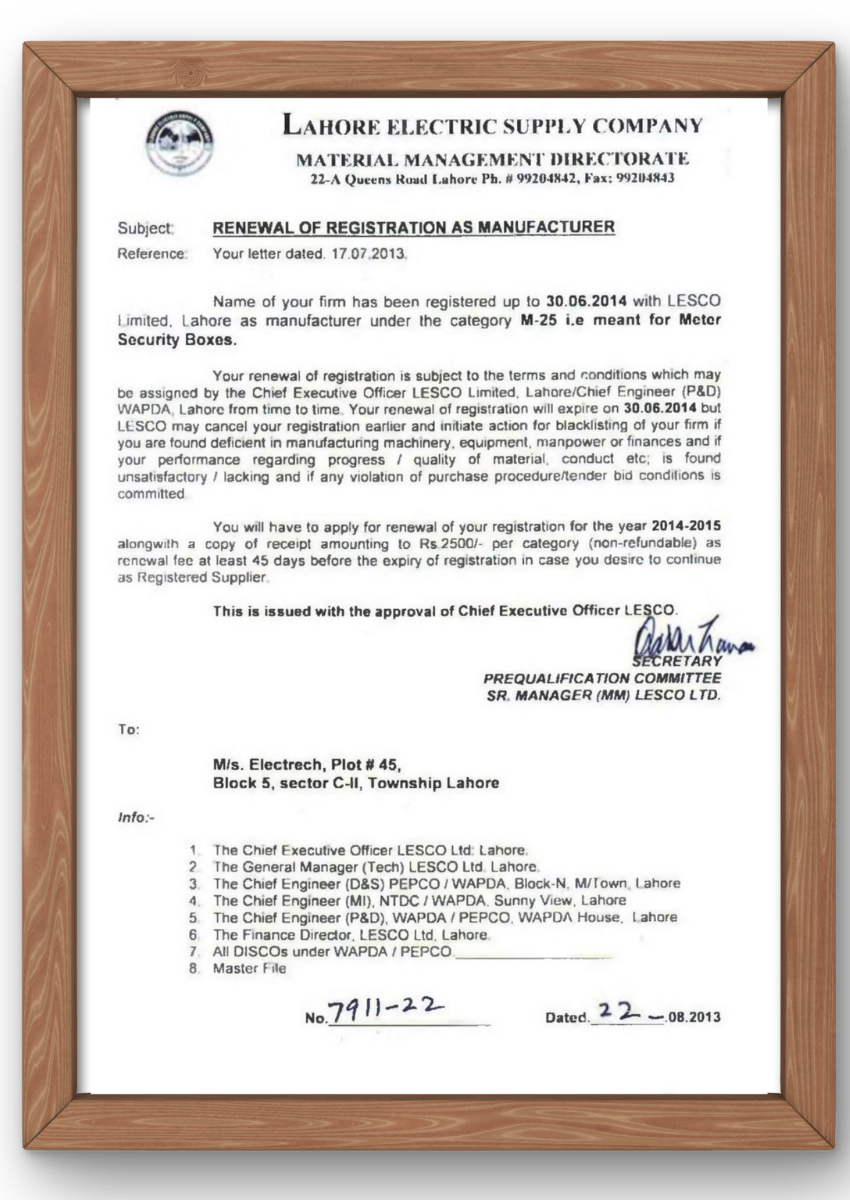 LAHORE ELECTRIC SUPPLY COMPANY
MATERIAL MANAGEMENT DIRECTORATE
22-A Queens Road Lahore Ph. # 99204842, Fax: 99204843
Subject: RENEWAL OF REGISTRATION AS MANUFACTURER
Reference: Your letter dated. 17.07.2013.
Name of your firm has been registered up to 30.06.2014 with LESCO
Limited, Lahore as manufacturer under the category M-25 i.e meant for Meter
Security Boxes.
Your renewal of registration is subject to the terms and conditions which may
be assigned by the Chief Executive Officer LESCO Limited, Lahore/Chief Engineer (P&D)
WAPDA, Lahore from time to time. Your renewal of registration will expire on 30.06.2014 but
LESCO may cancel your registration earlier and initiate action for blacklisting of your firm if
you are found deficient in manufacturing machinery, equipment, manpower or finances and if
your performance regarding progress / quality of material, conduct etc; is found
unsatisfactory / lacking and if any violation of purchase procedure/tender bid conditions is
committed
You will have to apply for renewal of your registration for the year 2014-2015
alongwith a copy of receipt amounting to Rs.2500/- per category (non-refundable) as
renewal fee at least 45 days before the expiry of registration in case you desire to continue
as Registered Supplier.
This is issued with the approval of Chief Executive Officer LESCO.
SECRETARY
PREQUALIFICATION COMMITTEE
SR. MANAGER (MM) LESCO LTD.
To:
M/s. Electrech, Plot # 45,
Block 5, sector C-II, Township Lahore
Info:-
1. The Chief Executive Officer LESCO Ltd; Lahore.
2. The General Manager (Tech) LESCO Ltd. Lahore.
3. The Chief Engineer (D&S) PEPCO / WAPDA, Block-N, M/Town, Lahore
4. The Chief Engineer (MI), NTDC / WAPDA, Sunny View, Lahore
5. The Chief Engineer (P&D), WAPDA / PEPCO, WAPDA House, Lahore
6. The Finance Director, LESCO Ltd, Lahore.
7. All DISCOs under WAPDA / PEPCO.
8. Master File
No. 7911-22 Dated. 22-.08.2013